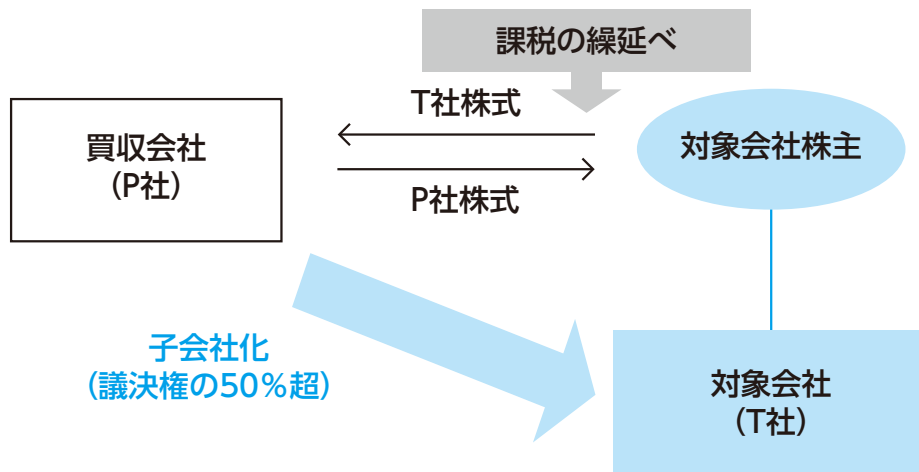 課税の繰延べ
T社株式
買収会社
(P社)
対象会社株主
P社株式
子会社化
(議決権の50％超)
対象会社
(T社)